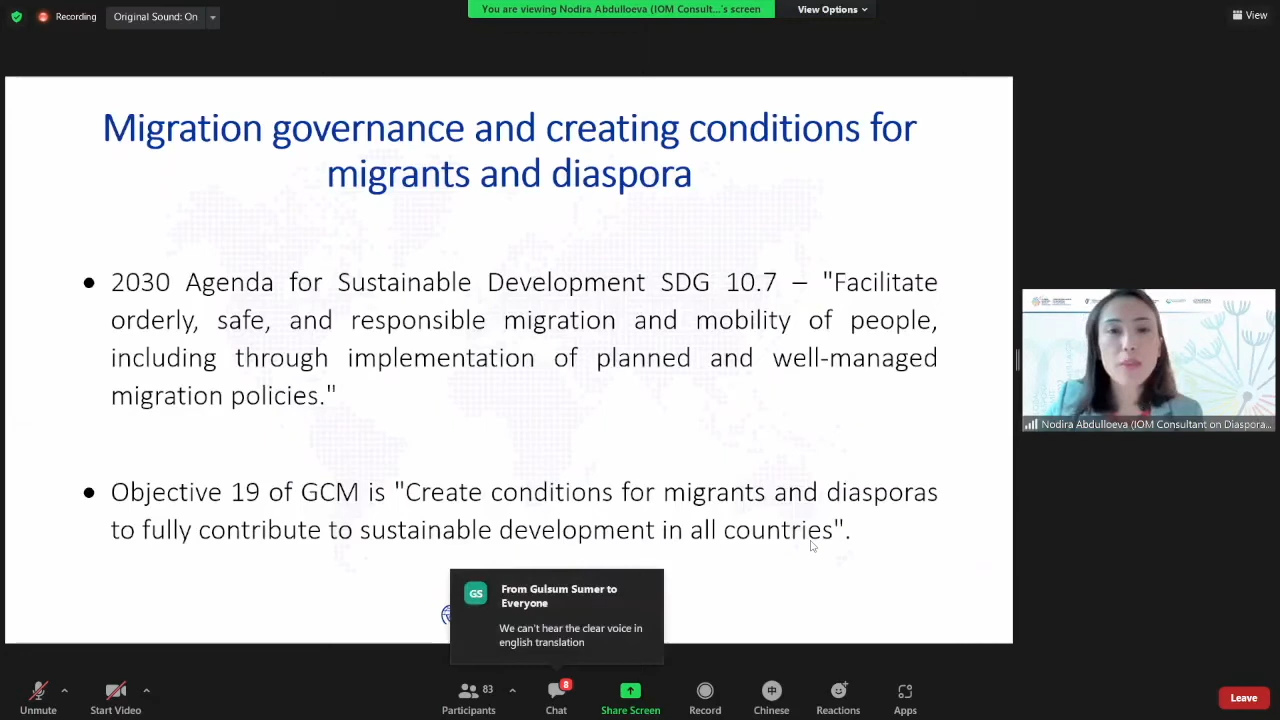 Recording
Original Sound: On
You are viewing Nodira Abdulloeva (IOM Consult...'s screen
View Options
View
Migration governance and creating conditions for
migrants and diaspora
• 2030 Agenda for Sustainable Development SDG 10.7 – "Facilitate
orderly, safe, and responsible migration and mobility of people,
including through implementation of planned and well-managed
migration policies."
• Objective 19 of GCM is "Create conditions for migrants and diasporas
to fully contribute to sustainable development in all countries".
Nodira Abdulloeva (IOM Consultant on Diaspora...
GS
From Gulsum Sumer to
Everyone
We can't hear the clear voice in
english translation
Unmute
Start Video
83
Participants
8
Chat
Share Screen
Record
中
Chinese
Reactions
Apps
Leave